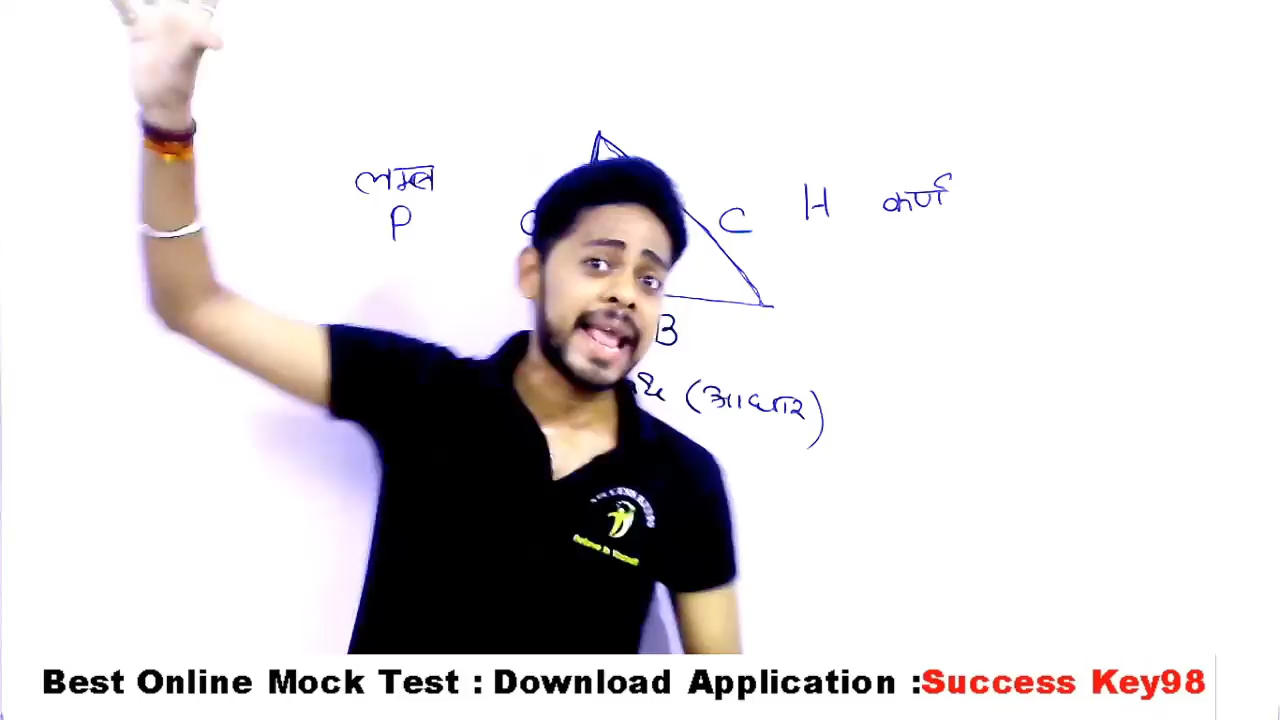 लम्ब
P
C
H कर्ण
B
(आधार)
Best Online Mock Test : Download Application :Success Key98